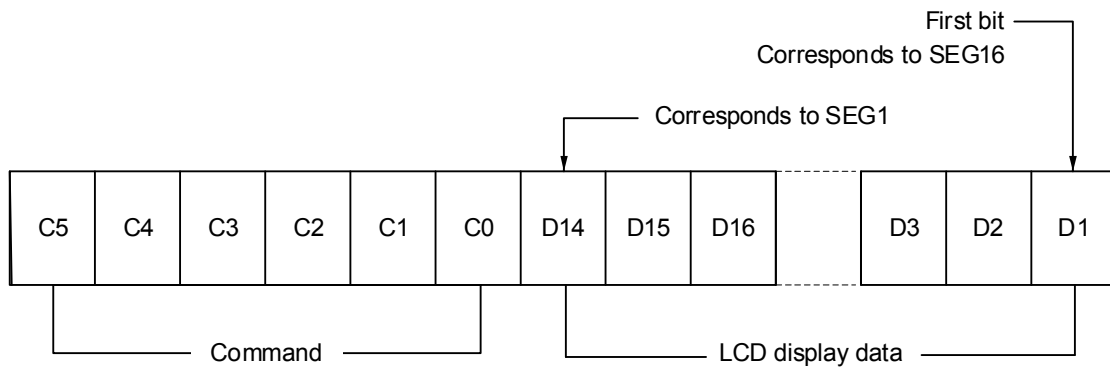 First bit
Corresponds to SEG16
Corresponds to SEG1
C5 C4 C3 C2 C1 C0 D14 D15 D16 D3 D2 D1
Command LCD display data